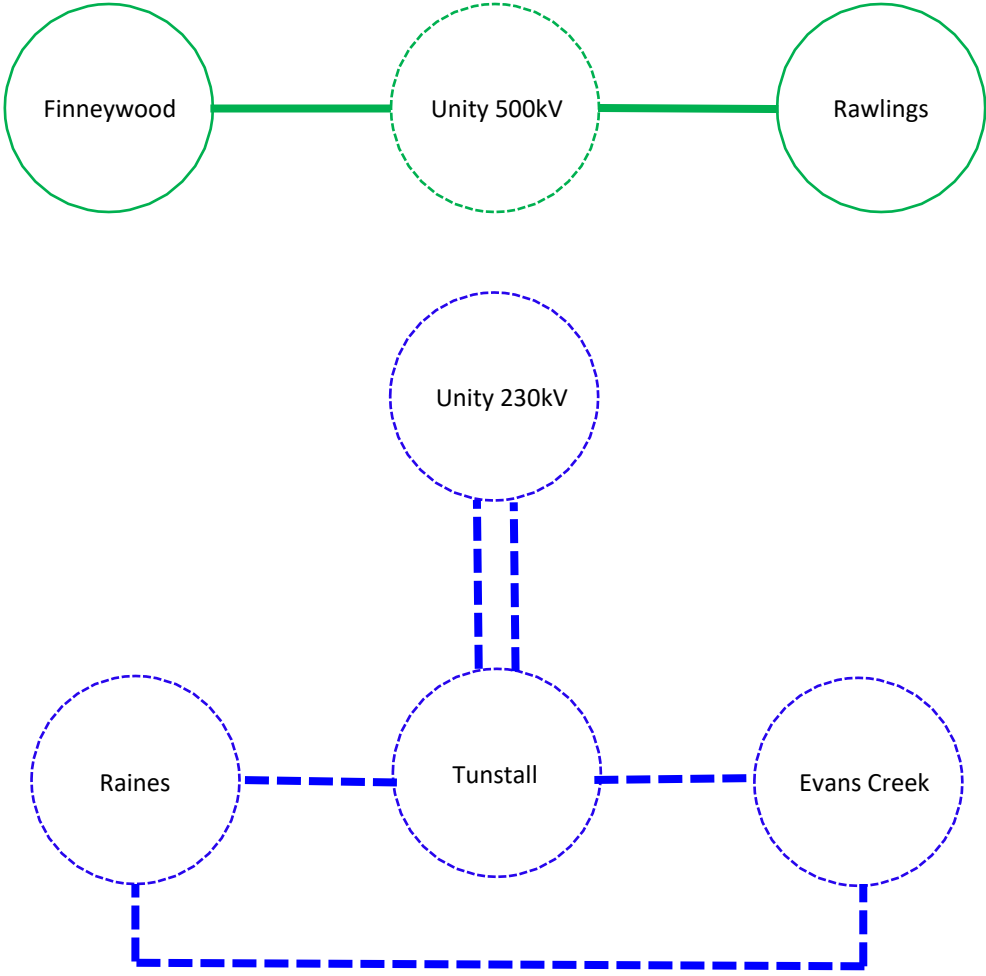 Finneywood
Unity 500kV
Rawlings
Unity 230kV
Raines
Tunstall
Evans Creek